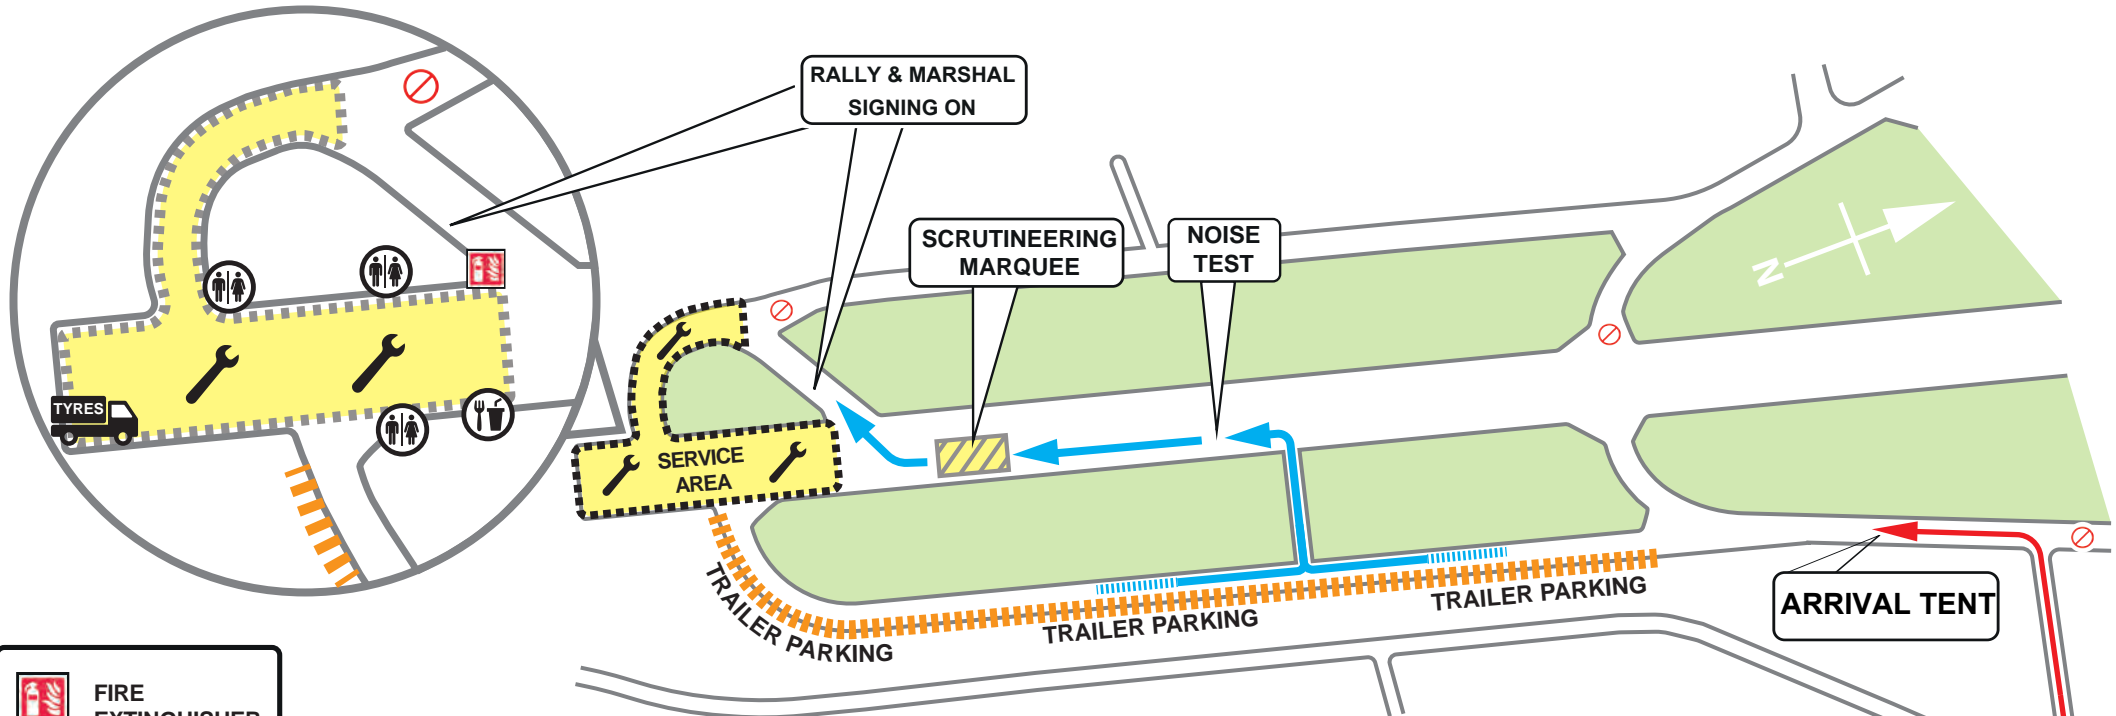 RALLY & MARSHAL
SIGNING ON
SCRUTINEERING
MARQUEE
NOISE
TEST
N
TYRES
SERVICE
AREA
TRAILER PARKING
TRAILER PARKING
TRAILER PARKING
ARRIVAL TENT
FIRE
EXTINGUISHER